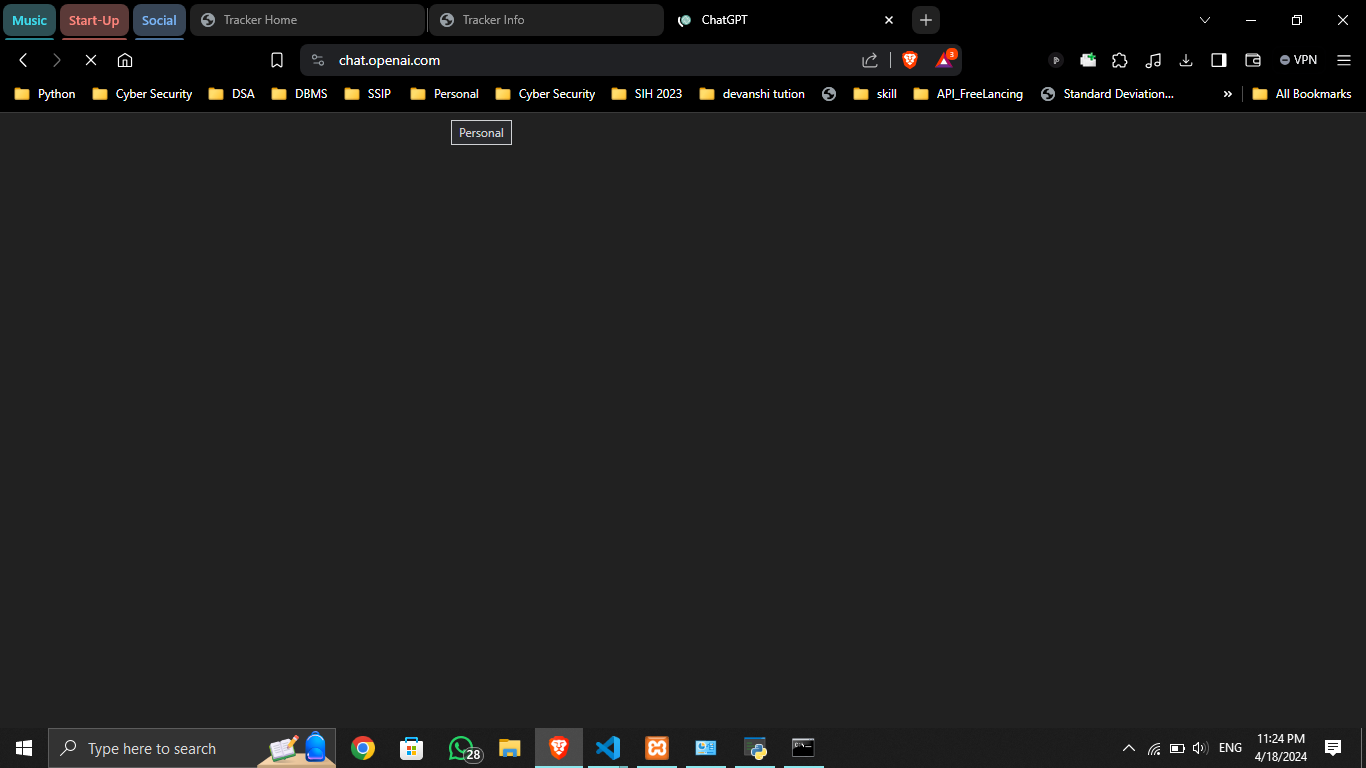 Music Start-Up Social Tracker Home Tracker Info ChatGPT
chat.openai.com 3 VPN
Python Cyber Security DSA DBMS SSIP Personal Cyber Security SIH 2023 devanshi tution skill API_FreeLancing Standard Deviation... » All Bookmarks
Personal
Type here to search 28 ENG 11:24 PM
4/18/2024